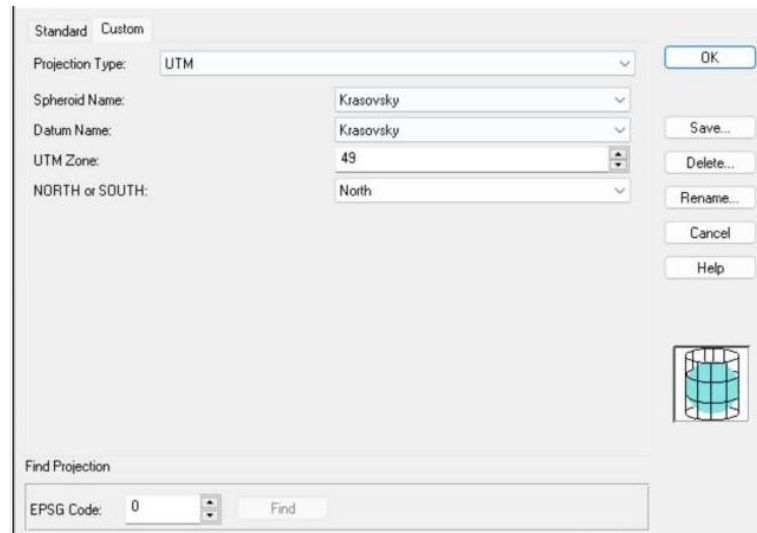 Standard Custom
Projection Type: UTM
OK
Spheroid Name: Krasovsky
Datum Name: Krasovsky
Save...
UTM Zone: 49
Delete...
NORTH or SOUTH: North
Rename...
Cancel
Help
Find Projection
EPSG Code: 0 Find